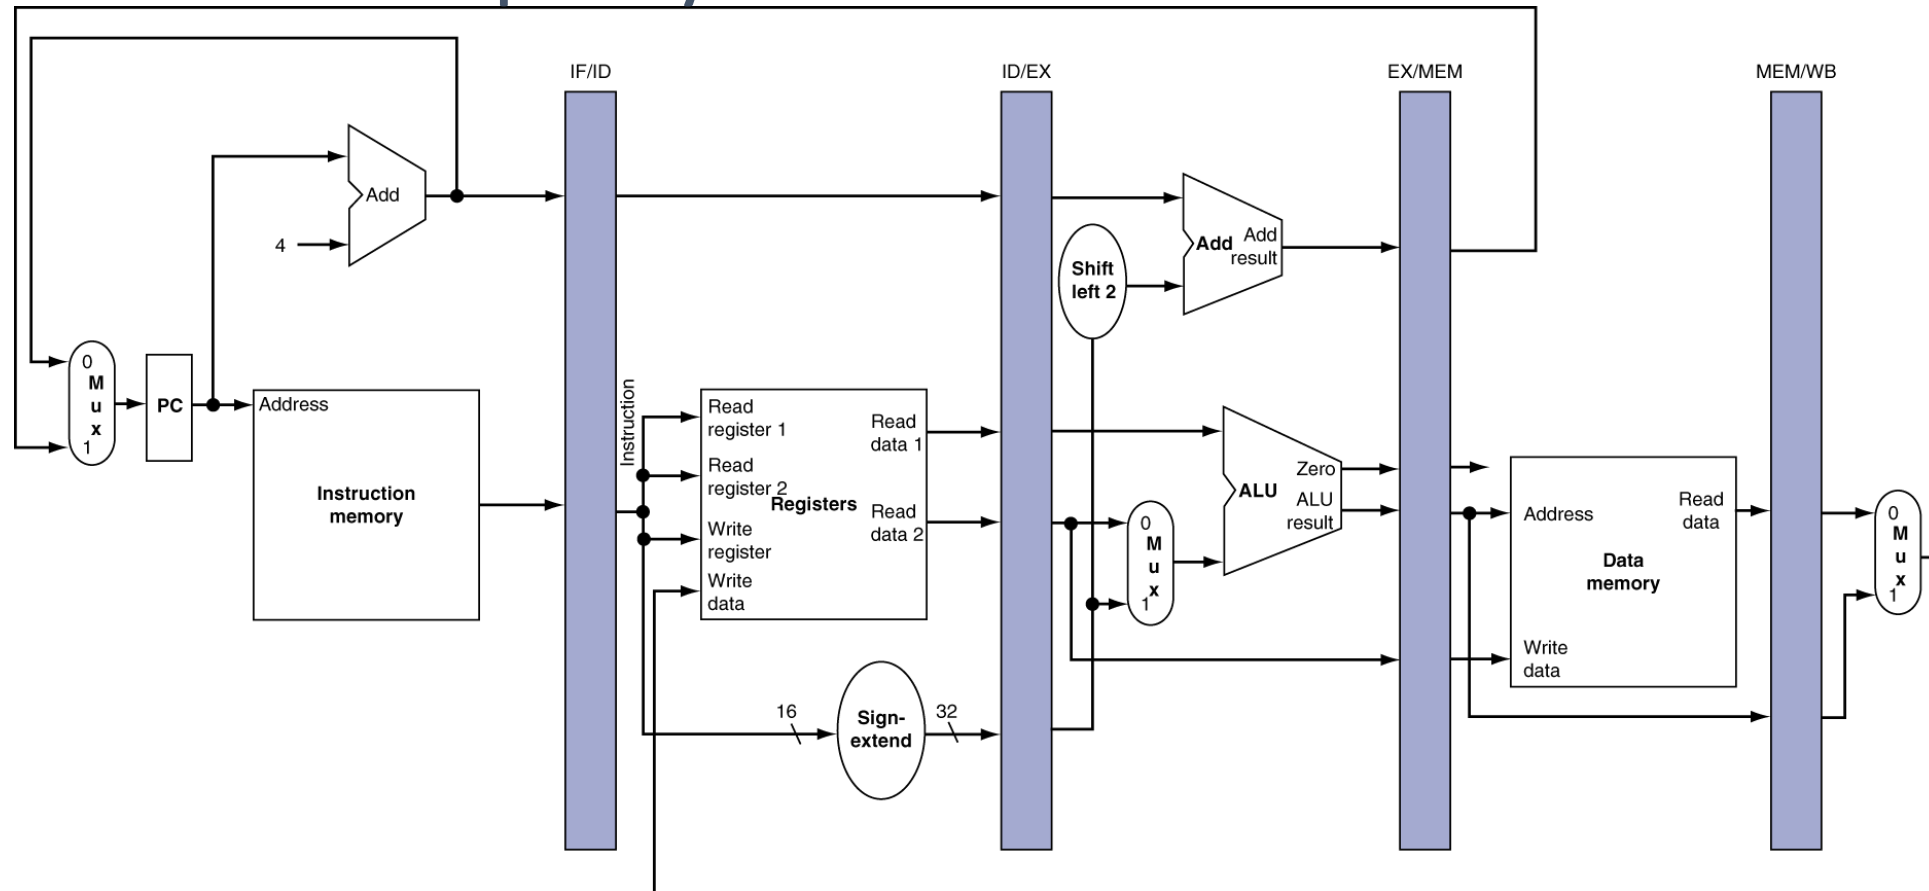 IF/ID
ID/EX
EX/MEM
MEM/WB
Add
4
Add
Add
result
Shift
left 2
0
M
u
x
1
PC
Address
Instruction
memory
Instruction
Read
register 1
Read
register 2
Write
register
Write
data
Registers
Read
data 1
Read
data 2
16
Sign-
extend
32
0
M
u
x
1
ALU
Zero
ALU
result
Address
Read
data
Data
memory
Write
data
0
M
u
x
1